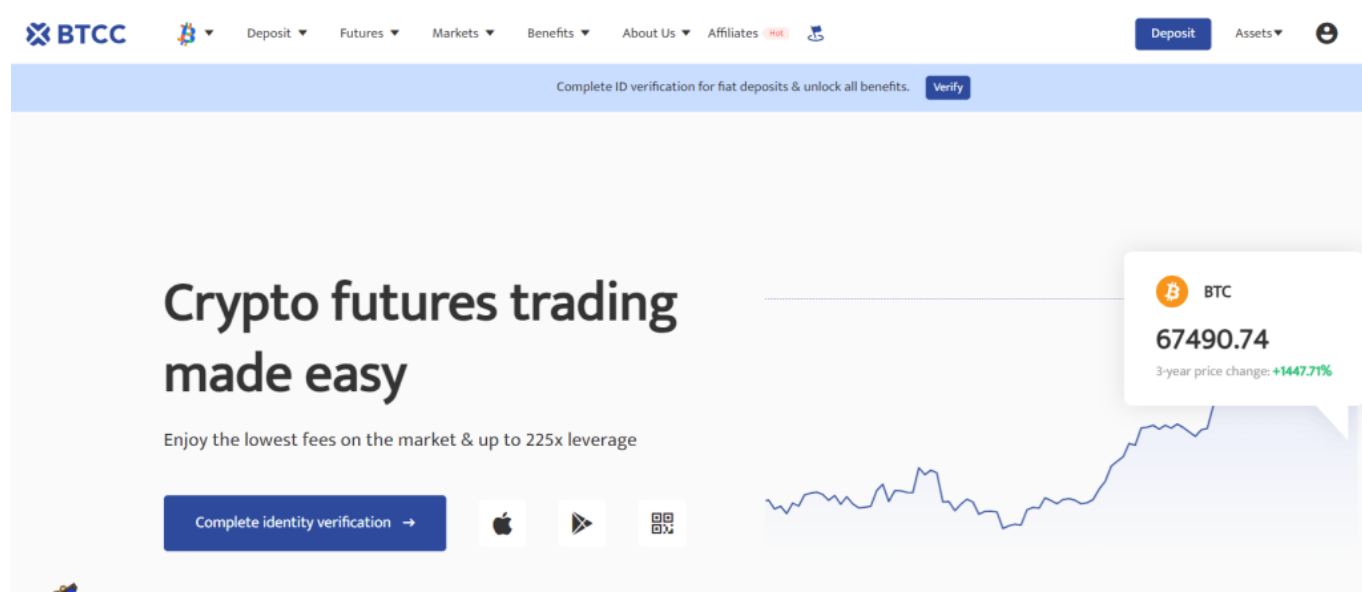 BTCC Deposit Futures Markets Benefits About Us Affiliates Hot Deposit Assets
Complete ID verification for fiat deposits & unlock all benefits. Verify
BTC
67490.74
3-year price change: +1447.71%
Crypto futures trading
made easy
Enjoy the lowest fees on the market & up to 225x leverage
Complete identity verification →